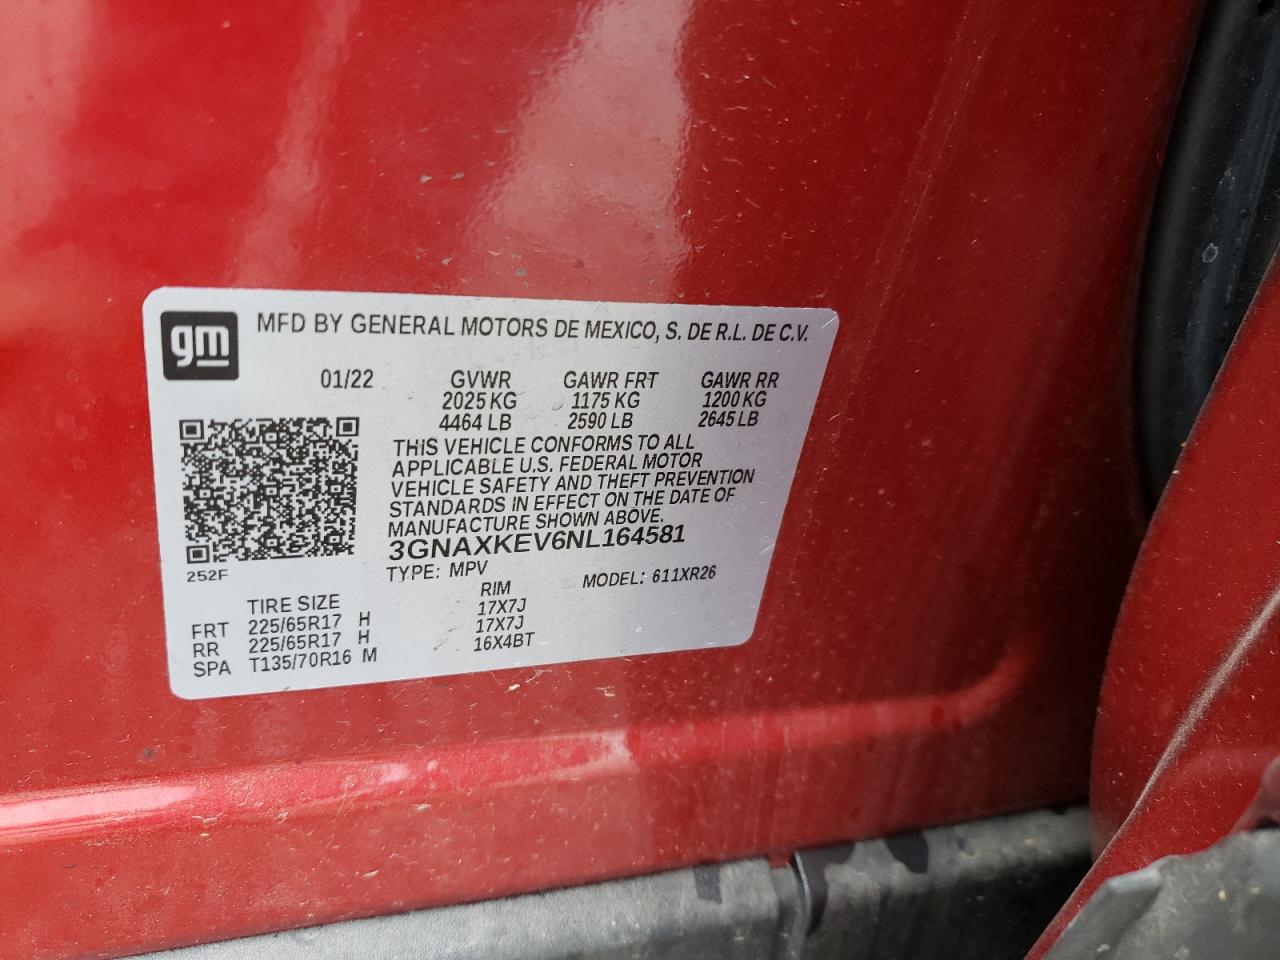 gm MFD BY GENERAL MOTORS DE MEXICO, S. DE R.L. DE C.V.
01/22 GVWR GAWR FRT GAWR RR
2025 KG 1175 KG 1200 KG
4464 LB 2590 LB 2645 LB
THIS VEHICLE CONFORMS TO ALL
APPLICABLE U.S. FEDERAL MOTOR
VEHICLE SAFETY AND THEFT PREVENTION
STANDARDS IN EFFECT ON THE DATE OF
MANUFACTURE SHOWN ABOVE.
3GNAXKEV6NL164581
252F TYPE: MPV MODEL: 611XR26
TIRE SIZE RIM
FRT 225/65R17 H 17X7J
RR 225/65R17 H 17X7J
SPA T135/70R16 M 16X4BT